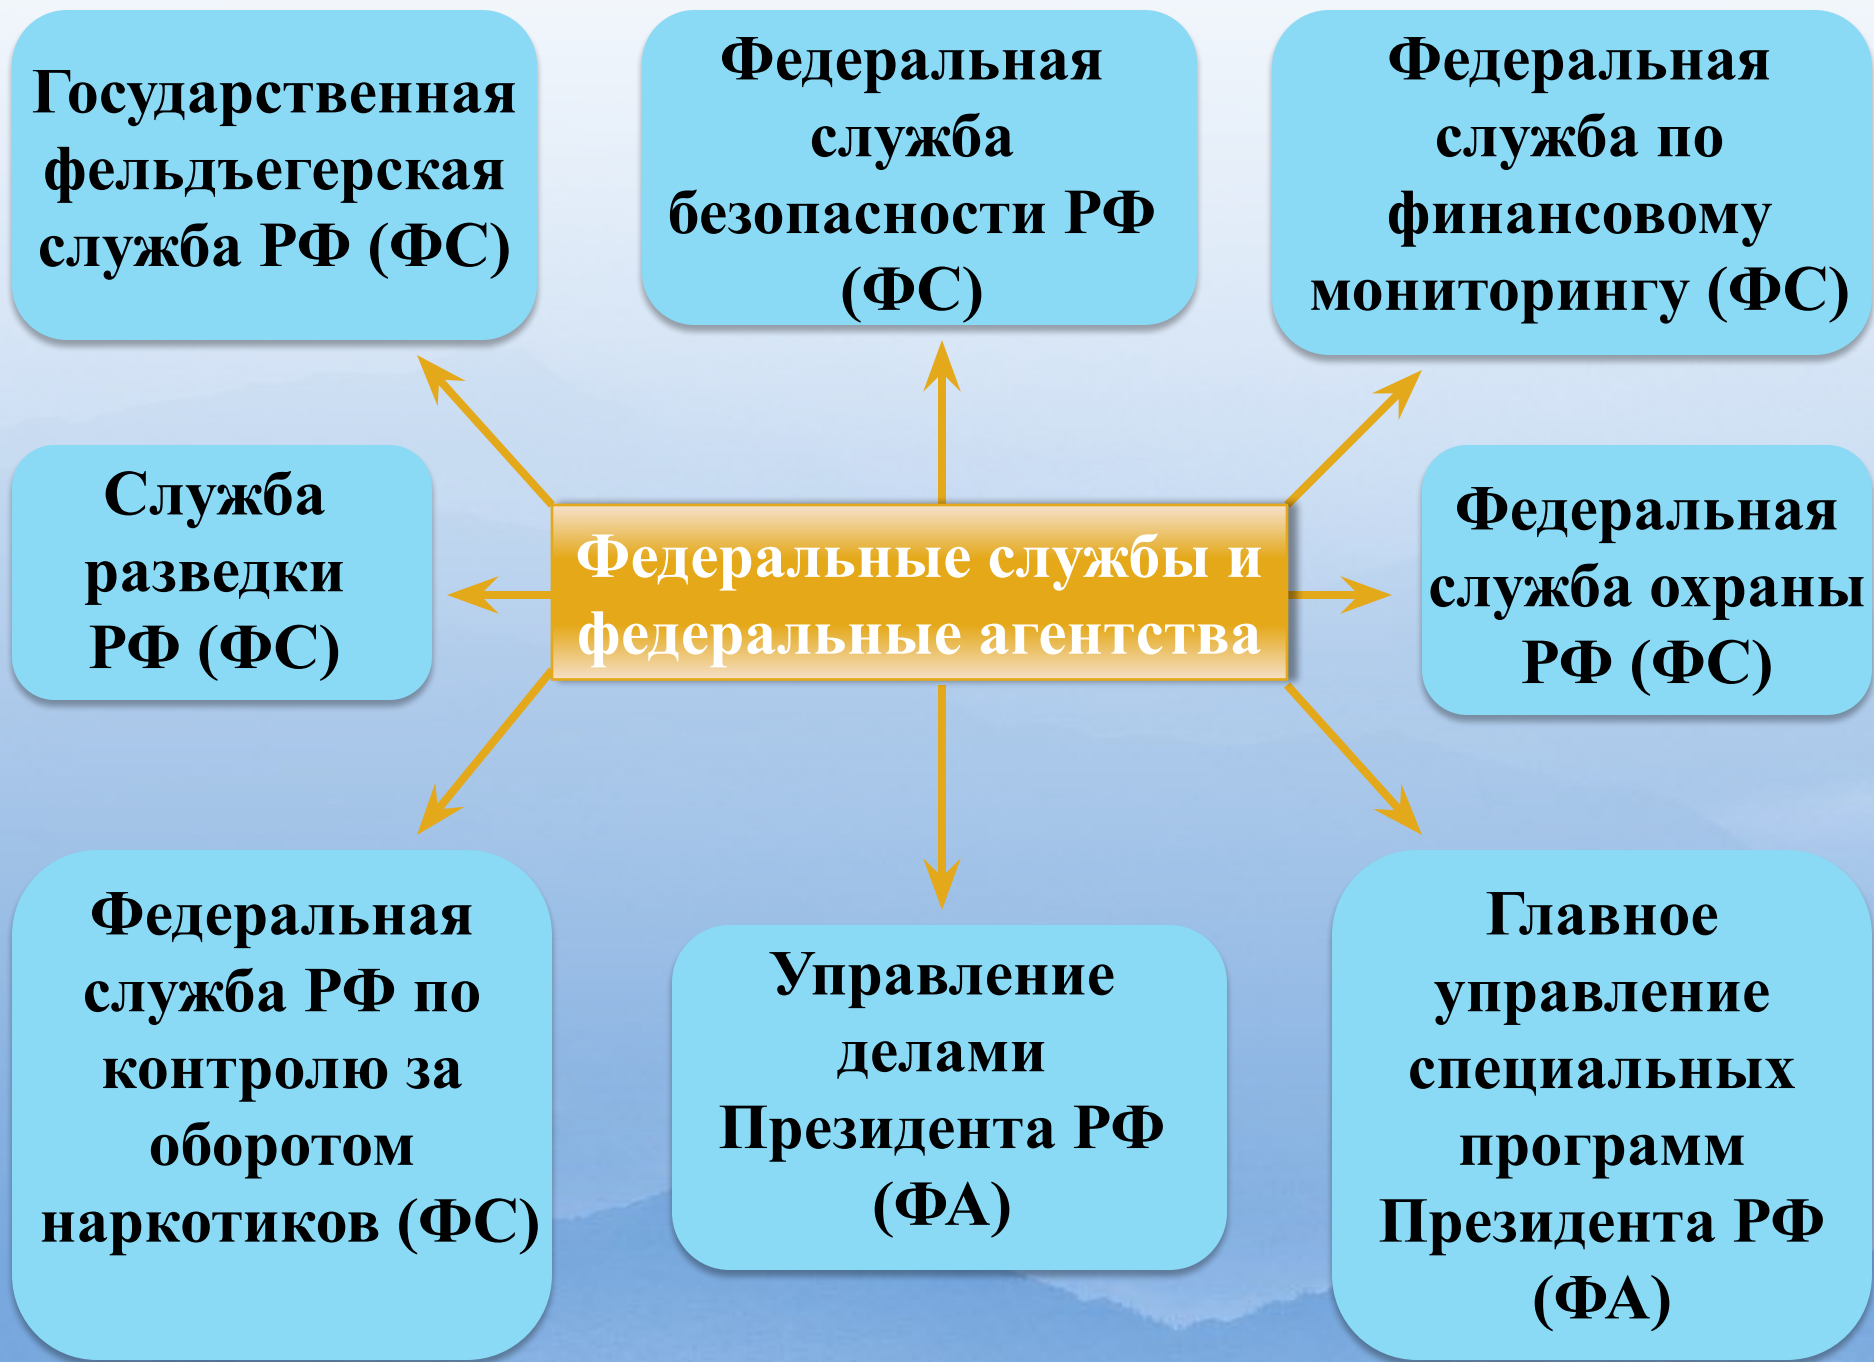 Государственная
фельдъегерская
служба РФ (ФС)
Федеральная
служба
безопасности РФ
(ФС)
Федеральная
служба по
финансовому
мониторингу (ФС)
Служба
разведки
РФ (ФС)
Федеральные службы и
федеральные агентства
Федеральная
служба охраны
РФ (ФС)
Федеральная
служба РФ по
контролю за
оборотом
наркотиков (ФС)
Управление
делами
Президента РФ
(ФА)
Главное
управление
специальных
программ
Президента РФ
(ФА)